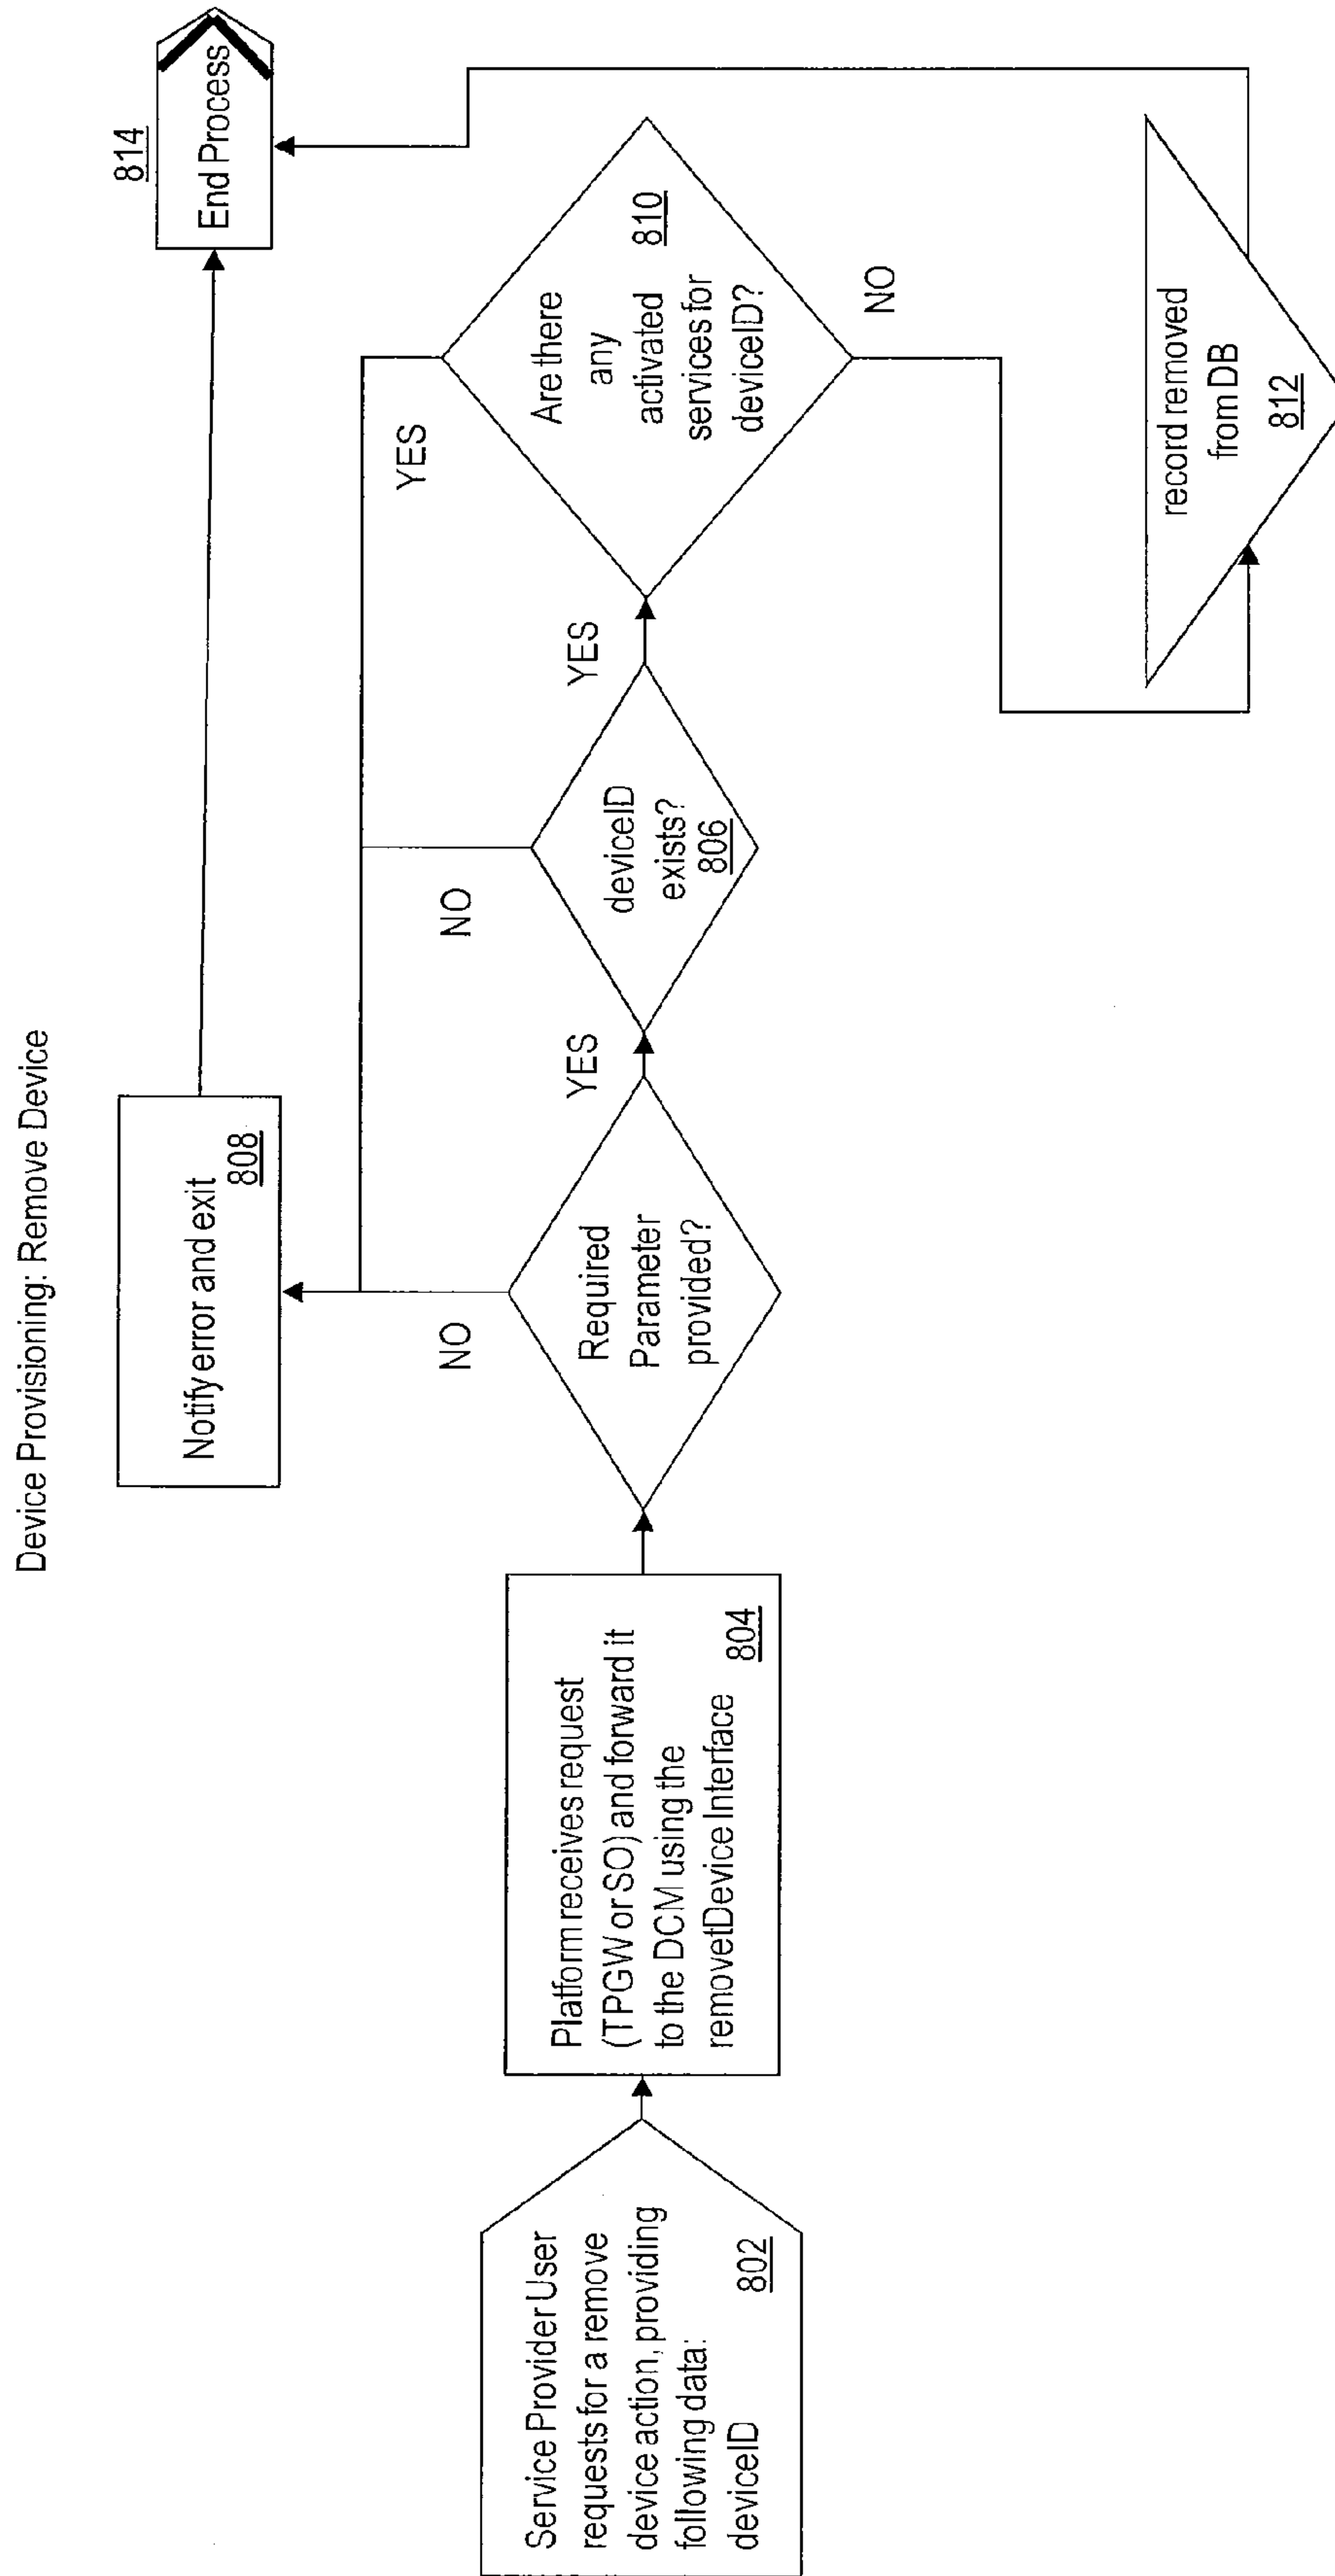 Device Provisioning: Remove Device
Service Provider User
requests for a remove
device action, providing
following data:
deviceID
802
Platform receives request
(TPGW or SO) and forward it
to the DCM using the
removetDevice Interface
804
Required
Parameter
provided?
NO
YES
Notify error and exit
808
deviceID
exists?
806
NO
YES
Are there
any
activated
services for
deviceID?
810
YES
NO
record removed
from DB
812
814
End Process